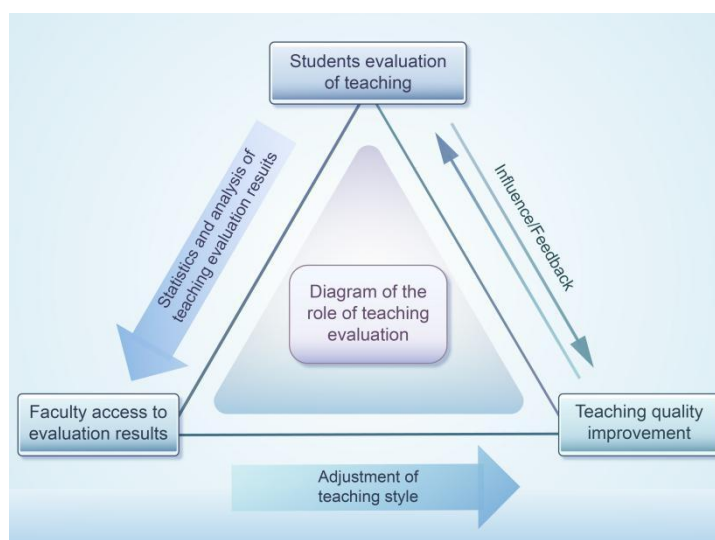 Students evaluation
of teaching
Statistics and analysis of
teaching evaluation results
Influence/Feedback
Diagram of the
role of teaching
evaluation
Faculty access to
evaluation results
Teaching quality
improvement
Adjustment of
teaching style